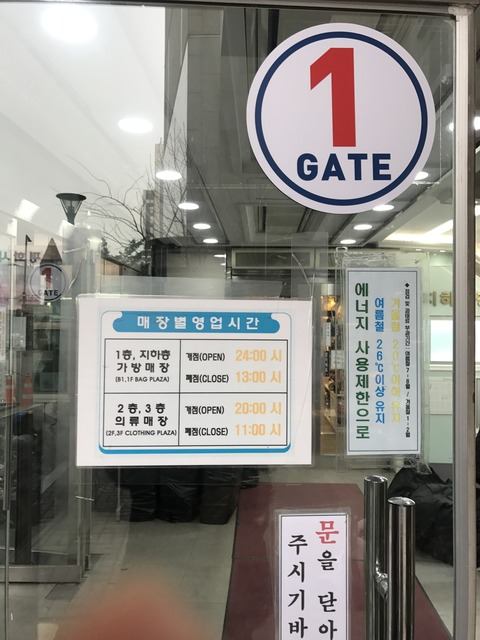 1
GATE
1
GATE
매장별영업시간
1층, 지하층
가방매장
(B1,1F BAG PLAZA)
개점(OPEN) 24:00 시
폐점(CLOSE) 13:00 시
2층, 3층
의류매장
(2F,3F CLOTHING PLAZA)
개점(OPEN) 20:00 시
폐점(CLOSE) 11:00 시
에너지 사용제한으로
여름철 26℃이상 유지
겨울철 20℃이하 유지
문을 닫아
주시기바